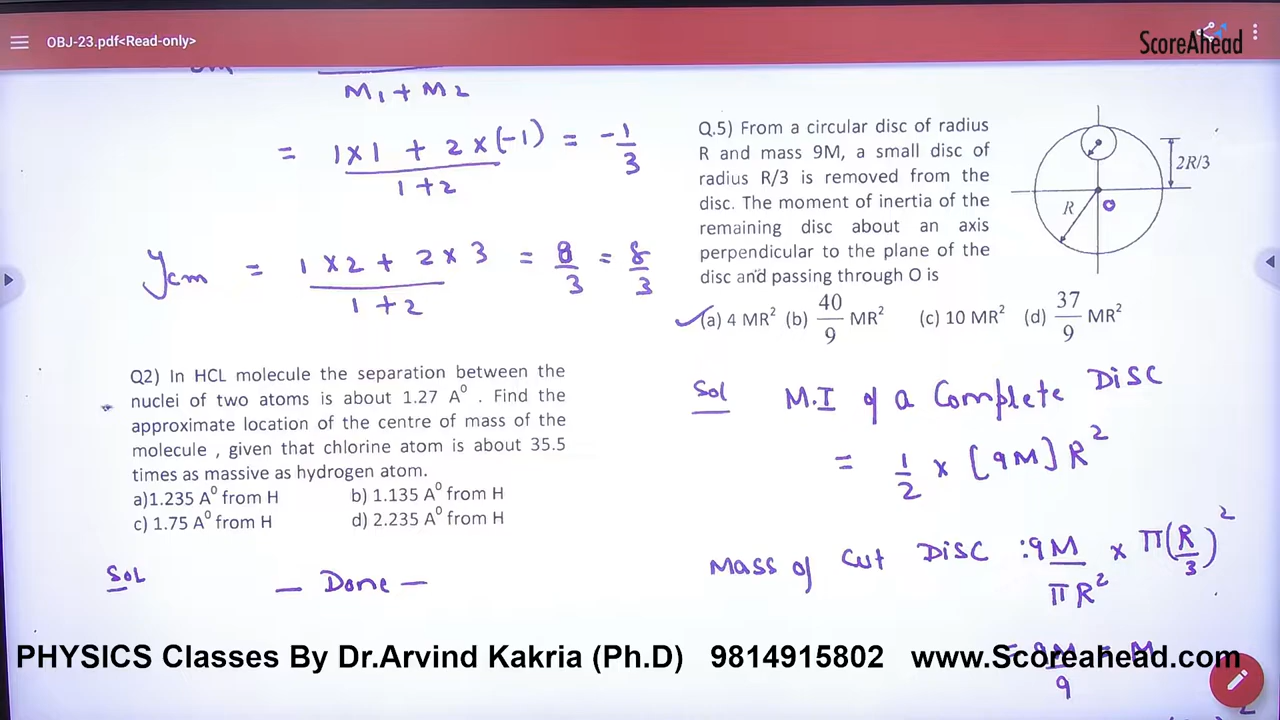 OBJ-23.pdf<Read-only>
ScoreAhead
M1 + M2
= 1×1 + 2×(-1) = -1
1+2 3
ycm = 1×2 + 2×3 = 8 = 8
1+2 3 3
Q2) In HCL molecule the separation between the
nuclei of two atoms is about 1.27 A⁰ . Find the
approximate location of the centre of mass of the
molecule , given that chlorine atom is about 35.5
times as massive as hydrogen atom.
a)1.235 A⁰ from H b) 1.135 A⁰ from H
c) 1.75 A⁰ from H d) 2.235 A⁰ from H
Sol
— Done —
Q.5) From a circular disc of radius
R and mass 9M, a small disc of
radius R/3 is removed from the
disc. The moment of inertia of the
remaining disc about an axis
perpendicular to the plane of the
disc and passing through O is
2R/3
R
O
(a) 4 MR² (b) 40/9 MR² (c) 10 MR² (d) 37/9 MR²
Sol M.I of a Complete Disc
= 1/2 × [9M] R²
Mass of cut Disc : 9M/πR² × π(R/3)²
= 9M/9 = M
PHYSICS Classes By Dr.Arvind Kakria (Ph.D) 9814915802 www.Scoreahead.com